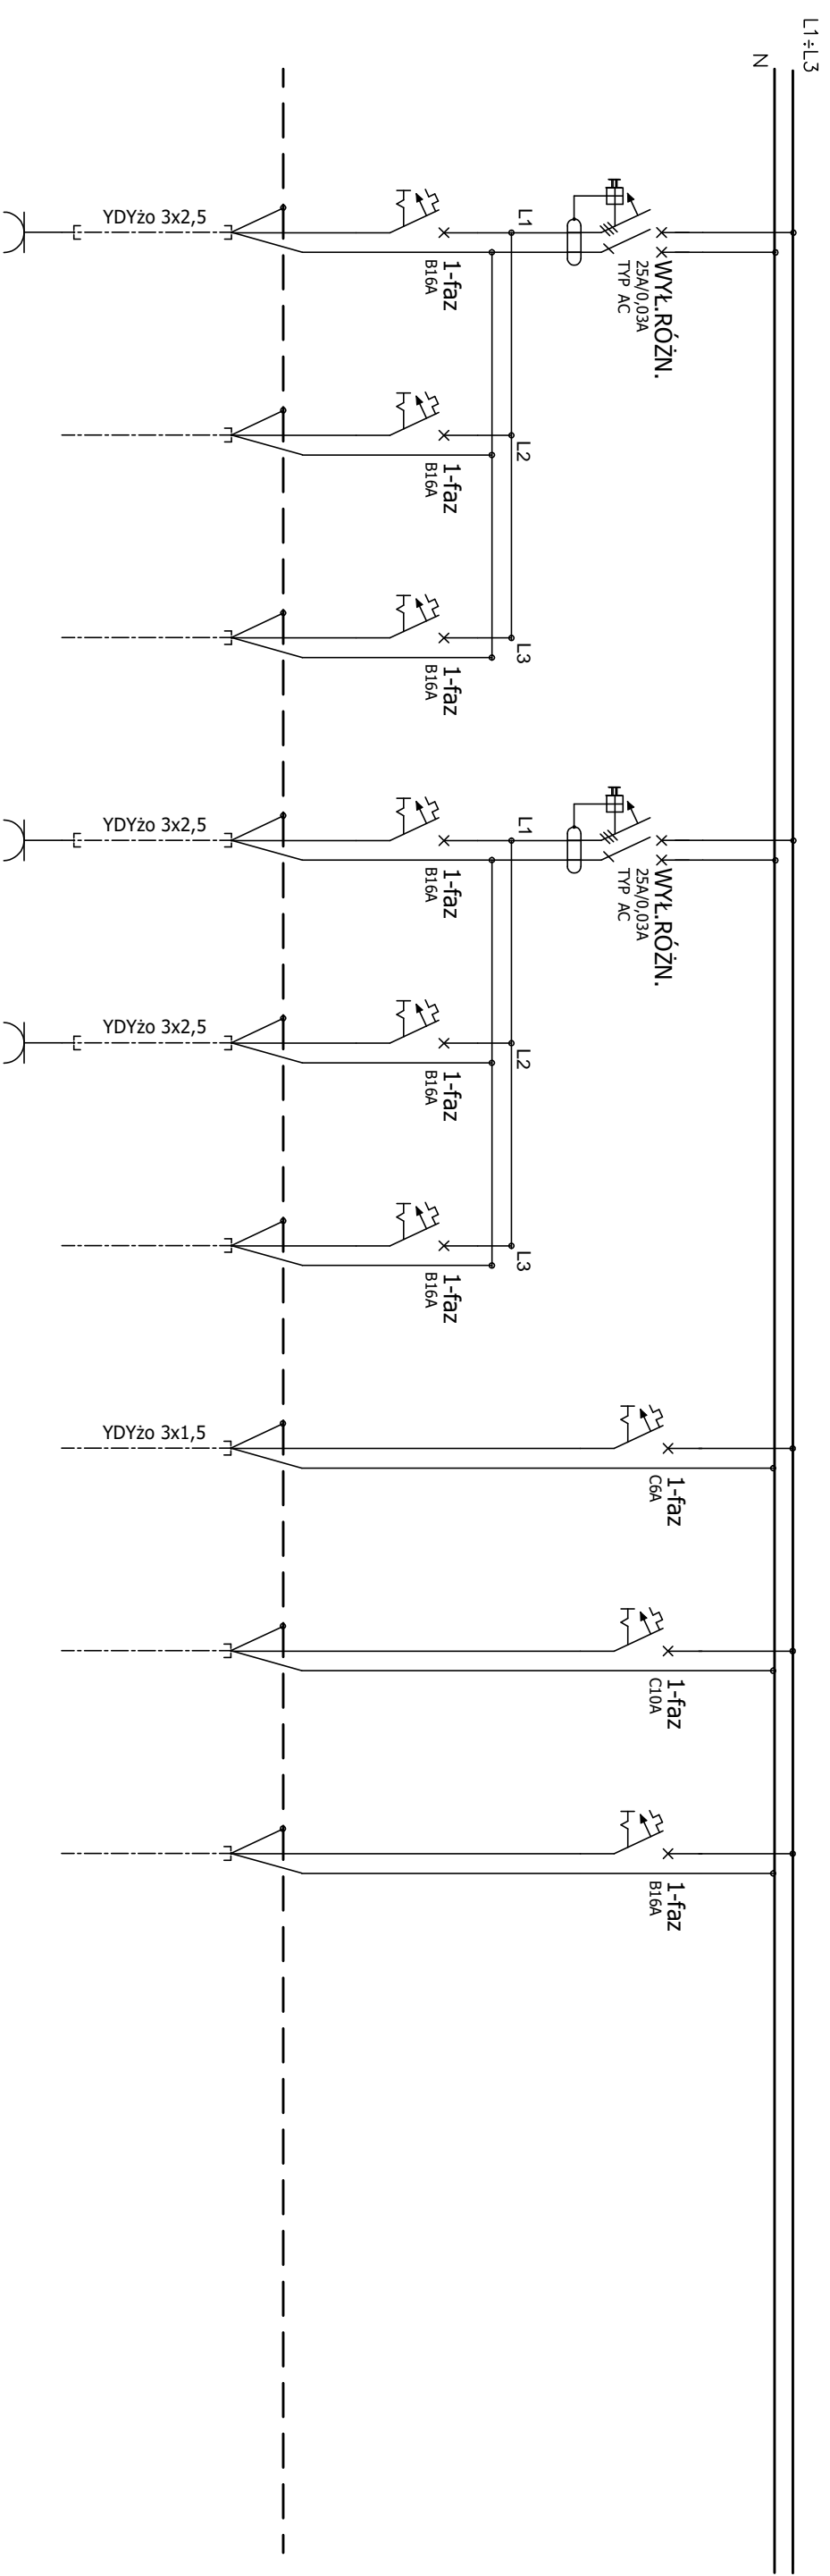 L1÷L3
N
WYŁ.RÓŻN.
25A/0,03A
TYP AC
L1
1-faz
B16A
YDYżo 3x2,5
L2
1-faz
B16A
L3
1-faz
B16A
WYŁ.RÓŻN.
25A/0,03A
TYP AC
L1
1-faz
B16A
YDYżo 3x2,5
L2
1-faz
B16A
YDYżo 3x2,5
L3
1-faz
B16A
1-faz
C6A
YDYżo 3x1,5
1-faz
C10A
1-faz
B16A